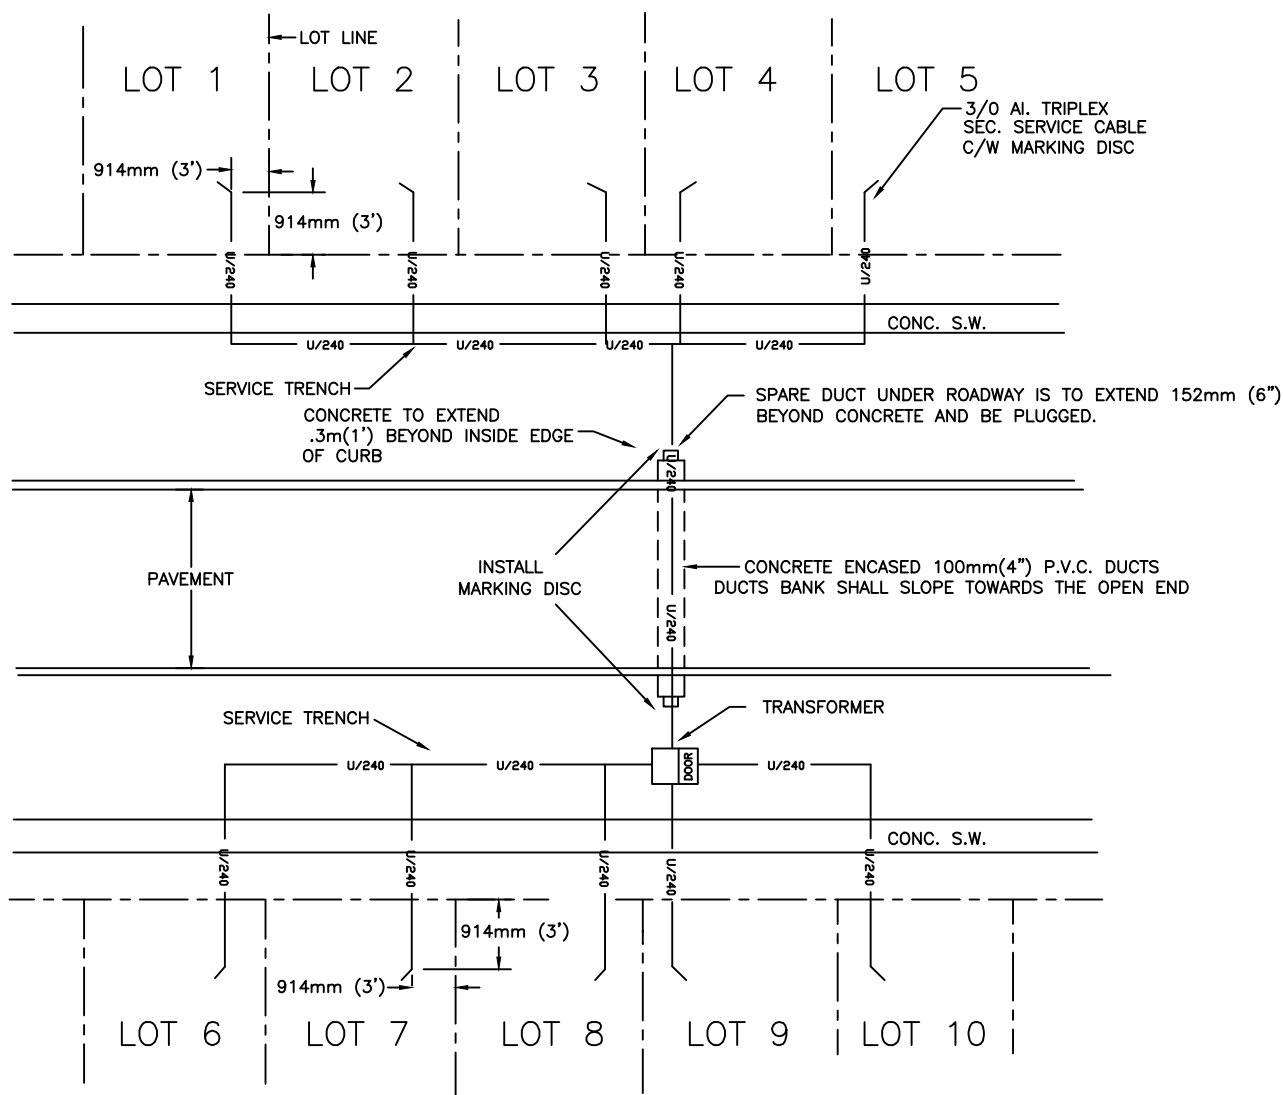 LOT LINE
LOT 1
LOT 2
LOT 3
LOT 4
LOT 5
3/0 Al. TRIPLEX
SEC. SERVICE CABLE
C/W MARKING DISC
914mm (3')
914mm (3')
U/240
U/240
U/240
U/240
U/240
CONC. S.W.
U/240
U/240
U/240
U/240
SERVICE TRENCH
SPARE DUCT UNDER ROADWAY IS TO EXTEND 152mm (6")
BEYOND CONCRETE AND BE PLUGGED.
CONCRETE TO EXTEND
.3m(1') BEYOND INSIDE EDGE
OF CURB
U/240
INSTALL
MARKING DISC
CONCRETE ENCASED 100mm(4") P.V.C. DUCTS
DUCTS BANK SHALL SLOPE TOWARDS THE OPEN END
PAVEMENT
U/240
TRANSFORMER
SERVICE TRENCH
U/240
U/240
DOOR
U/240
CONC. S.W.
U/240
U/240
U/240
U/240
U/240
914mm (3')
914mm (3')
LOT 6
LOT 7
LOT 8
LOT 9
LOT 10